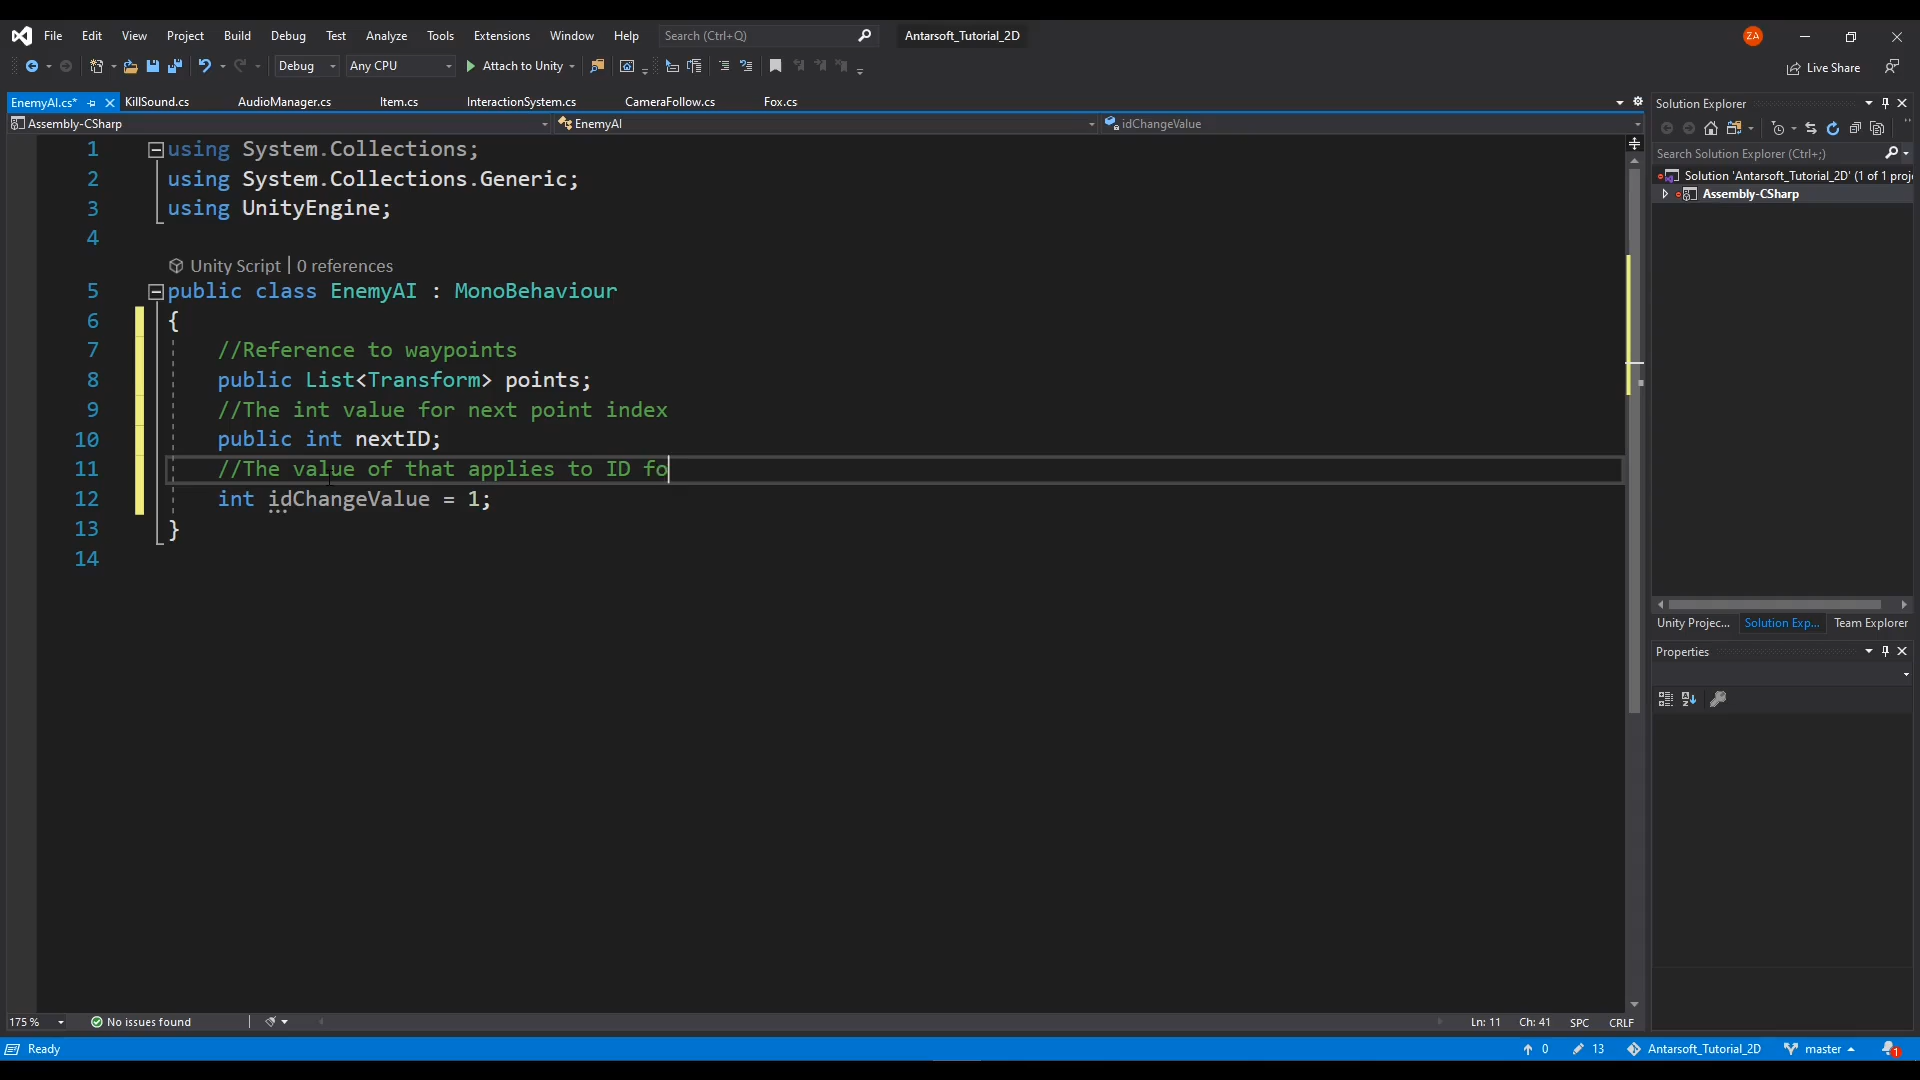 File Edit View Project Build Debug Test Analyze Tools Extensions Window Help Search (Ctrl+Q) Antarsoft_Tutorial_2D ZA
Debug Any CPU Attach to Unity Live Share
EnemyAI.cs* KillSound.cs AudioManager.cs Item.cs InteractionSystem.cs CameraFollow.cs Fox.cs
Assembly-CSharp EnemyAI idChangeValue
1 using System.Collections;
2 using System.Collections.Generic;
3 using UnityEngine;
4
Unity Script | 0 references
5 public class EnemyAI : MonoBehaviour
6 {
7 //Reference to waypoints
8 public List<Transform> points;
9 //The int value for next point index
10 public int nextID;
11 //The value of that applies to ID fo
12 int idChangeValue = 1;
13 }
14
175 % No issues found Ln: 11 Ch: 41 SPC CRLF
Solution Explorer
Search Solution Explorer (Ctrl+;)
Solution 'Antarsoft_Tutorial_2D' (1 of 1 proj
Assembly-CSharp
Unity Projec... Solution Exp... Team Explorer
Properties
Ready 0 13 Antarsoft_Tutorial_2D master 1